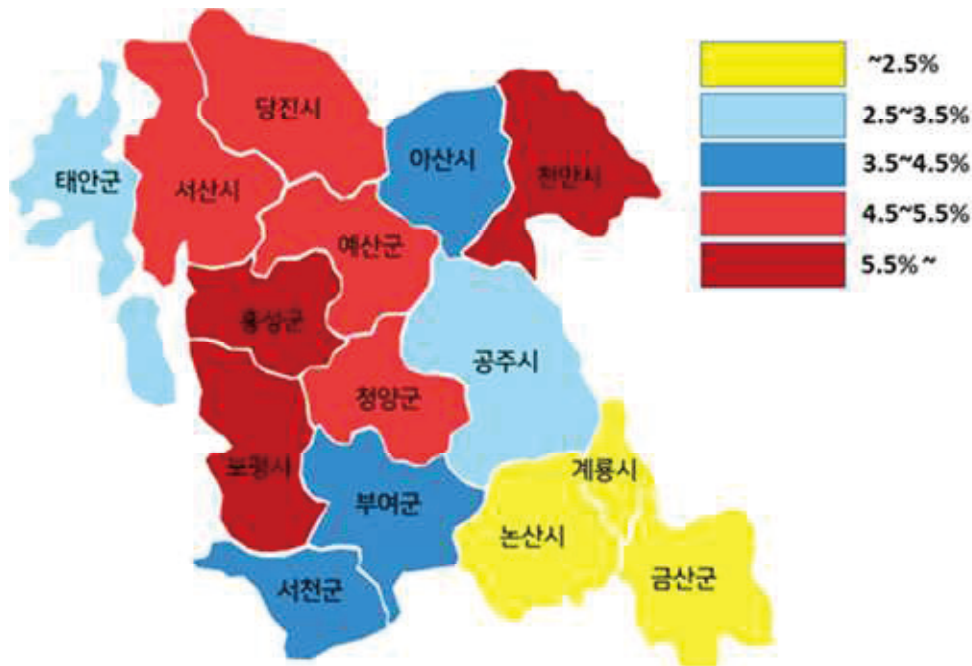 당진시
아산시
천안시
태안군
서산시
예산군
홍성군
공주시
청양군
보령시
계룡시
부여군
논산시
서천군
금산군
~2.5%
2.5~3.5%
3.5~4.5%
4.5~5.5%
5.5% ~